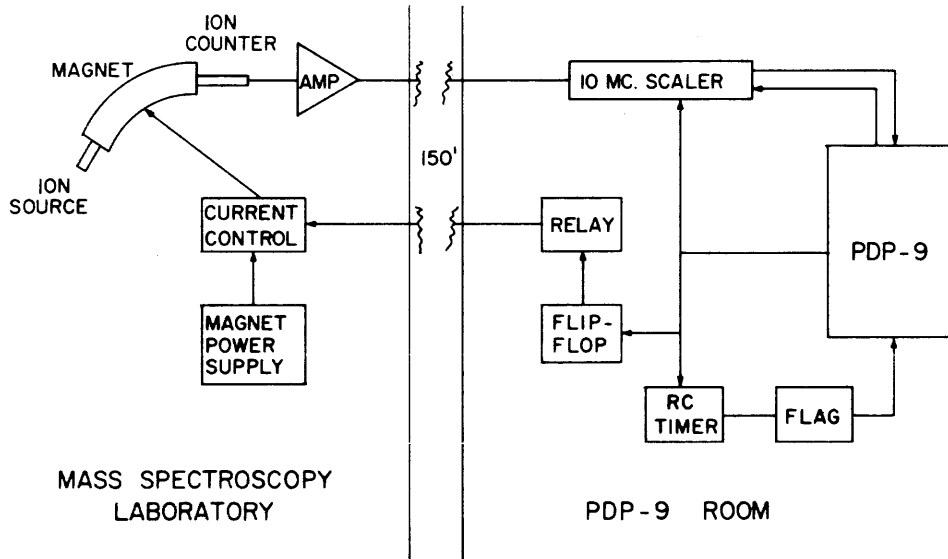 ION
COUNTER
MAGNET
AMP
10 MC. SCALER
150'
ION
SOURCE
CURRENT
CONTROL
RELAY
PDP-9
MAGNET
POWER
SUPPLY
FLIP-
FLOP
RC
TIMER
FLAG
MASS SPECTROSCOPY
LABORATORY
PDP-9 ROOM